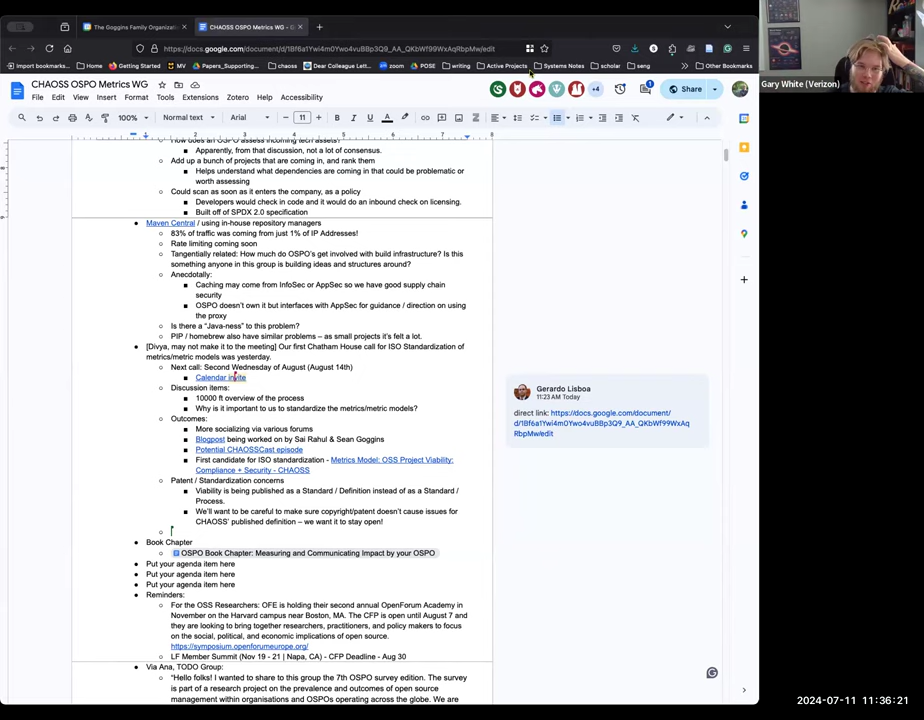 The Goggins Family Organizatio
CHAOSS OSPO Metrics WG - G
https://docs.google.com/document/d/1Bf6a1Ywi4m0Ywo4vuBBp3Q9_AA_QKbWf99WxAqRbpMw/edit
Import bookmarks...
Home
Getting Started
MV
Papers_Supporting...
chaoss
Dear Colleague Lett...
zoom
POSE
writing
Active Projects
Systems Notes
scholar
seng
Other Bookmarks
Gary White (Verizon)
CHAOSS OSPO Metrics WG
File Edit View Insert Format Tools Extensions Zotero Help Accessibility
+4
1
Share
100%
Normal text
Arial
11
2 3 4 5 6 7 8
How does an OSPO assess incoming tech assets?
Apparently, from that discussion, not a lot of consensus.
Add up a bunch of projects that are coming in, and rank them
Helps understand what dependencies are coming in that could be problematic or
worth assessing
Could scan as soon as it enters the company, as a policy
Developers would check in code and it would do an inbound check on licensing.
Built off of SPDX 2.0 specification
Maven Central / using in-house repository managers
83% of traffic was coming from just 1% of IP Addresses!
Rate limiting coming soon
Tangentially related: How much do OSPO's get involved with build infrastructure? Is this
something anyone in this group is building ideas and structures around?
Anecdotally:
Caching may come from InfoSec or AppSec so we have good supply chain
security
OSPO doesn't own it but interfaces with AppSec for guidance / direction on using
the proxy
Is there a "Java-ness" to this problem?
PIP / homebrew also have similar problems – as small projects it's felt a lot.
[Divya, may not make it to the meeting] Our first Chatham House call for ISO Standardization of
metrics/metric models was yesterday.
Next call: Second Wednesday of August (August 14th)
Calendar invite
Discussion items:
10000 ft overview of the process
Why is it important to us to standardize the metrics/metric models?
Outcomes:
More socializing via various forums
Blogpost being worked on by Sai Rahul & Sean Goggins
Potential CHAOSSCast episode
First candidate for ISO standardization - Metrics Model: OSS Project Viability:
Compliance + Security - CHAOSS
Patent / Standardization concerns
Viability is being published as a Standard / Definition instead of as a Standard /
Process.
We'll want to be careful to make sure copyright/patent doesn't cause issues for
CHAOSS' published definition – we want it to stay open!
Book Chapter
OSPO Book Chapter: Measuring and Communicating Impact by your OSPO
Put your agenda item here
Put your agenda item here
Put your agenda item here
Reminders:
For the OSS Researchers: OFE is holding their second annual OpenForum Academy in
November on the Harvard campus near Boston, MA. The CFP is open until August 7 and
they are looking to bring together researchers, practitioners, and policy makers to focus
on the social, political, and economic implications of open source.
https://symposium.openforumeurope.org/
LF Member Summit (Nov 19 - 21 | Napa, CA) - CFP Deadline - Aug 30
Via Ana, TODO Group:
"Hello folks! I wanted to share to this group the 7th OSPO survey edition. The survey
is part of a research project on the prevalence and outcomes of open source
management within organisations and OSPOs operating across the globe. We are
Gerardo Lisboa
11:23 AM Today
direct link: https://docs.google.com/document/
d/1Bf6a1Ywi4m0Ywo4vuBBp3Q9_AA_QKbWf99WxAq
RbpMw/edit
2024-07-11 11:36:21